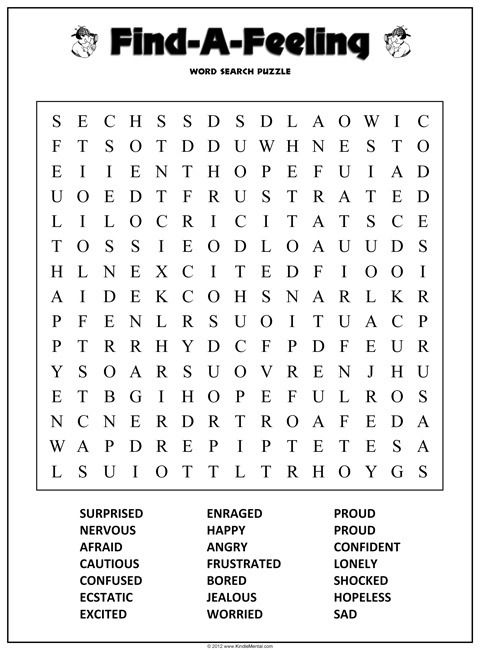 Find-A-Feeling
WORD SEARCH PUZZLE
S E C H S S D S D L A O W I C
F T S O T D D U W H N E S T O
E I I E N T H O P E F U I A D
U O E D T F R U S T R A T E D
L I L O C R I C I T A T S C E
T O S S I E O D L O A U U D S
H L N E X C I T E D F I O O I
A I D E K C O H S N A R L K R
P F E N L R S U O I T U A C P
P T R R H Y D C F P D F E U R
Y S O A R S U O V R E N J H U
E T B G I H O P E F U L R O S
N C N E R D R T R O A F E D A
W A P D R E P I P T E T E S A
L S U I O T T L T R H O Y G S
SURPRISED ENRAGED PROUD
NERVOUS HAPPY PROUD
AFRAID ANGRY CONFIDENT
CAUTIOUS FRUSTRATED LONELY
CONFUSED BORED SHOCKED
ECSTATIC JEALOUS HOPELESS
EXCITED WORRIED SAD
© 2012 www.KindleMental.com